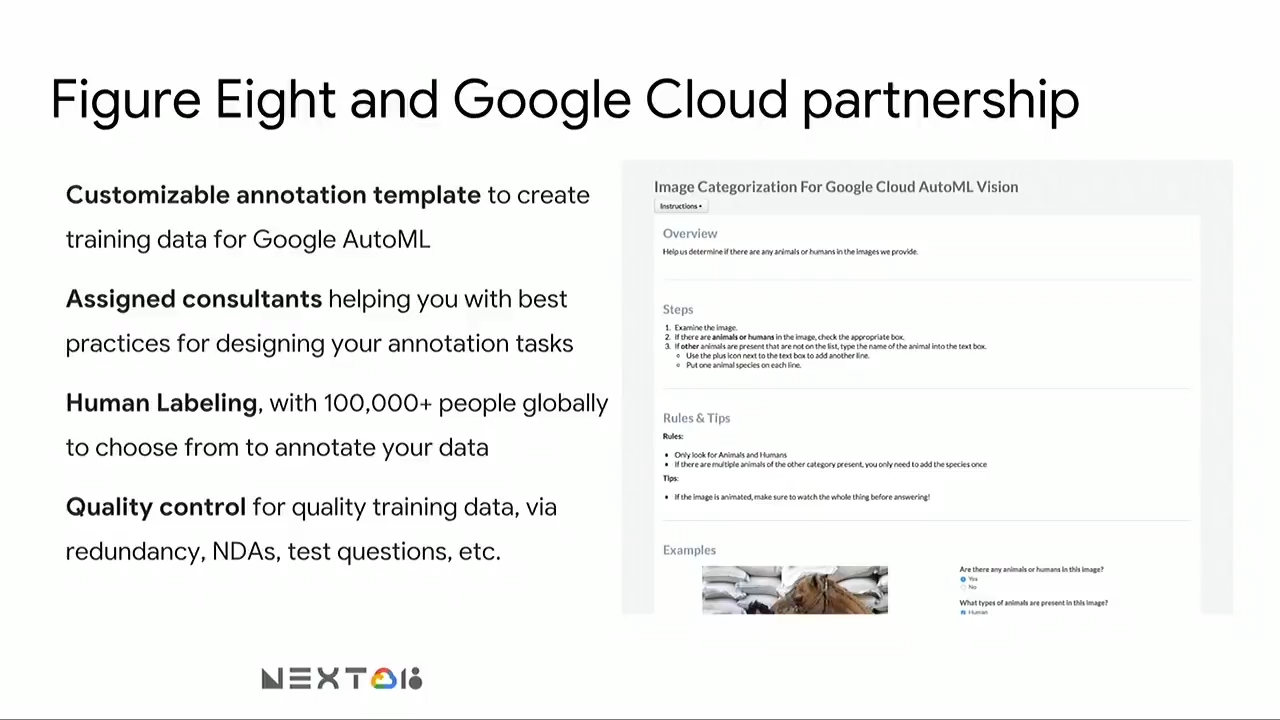 Figure Eight and Google Cloud partnership
Customizable annotation template to create
training data for Google AutoML
Assigned consultants helping you with best
practices for designing your annotation tasks
Human Labeling, with 100,000+ people globally
to choose from to annotate your data
Quality control for quality training data, via
redundancy, NDAs, test questions, etc.
Image Categorization For Google Cloud AutoML Vision
Instructions
Overview
Help us determine if there are any animals or humans in the images we provide.
Steps
1. Examine the image.
2. If there are animals or humans in the image, check the appropriate box.
3. If other animals are present that are not on the list, type the name of the animal into the text box.
Use the plus icon next to the text box to add another line.
Put one animal species on each line.
Rules & Tips
Rules:
Only look for Animals and Humans
If there are multiple animals of the other category present, you only need to add the species once
Tips:
If the image is animated, make sure to watch the whole thing before answering!
Examples
Are there any animals or humans in this image?
Yes
No
What types of animals are present in this image?
Human
NEXT 18